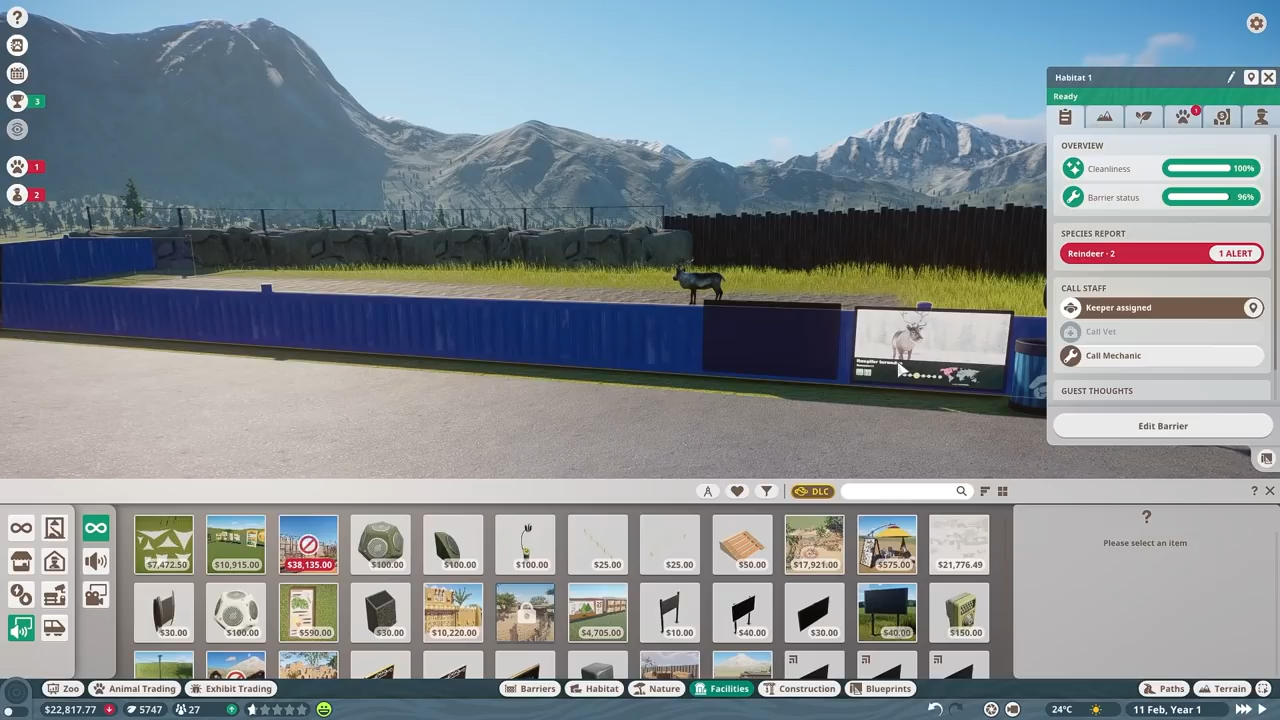 ?
3
1
2
Habitat 1
Ready
1
OVERVIEW
Cleanliness 100%
Barrier status 96%
SPECIES REPORT
Reindeer - 2 1 ALERT
CALL STAFF
Keeper assigned
Call Vet
Call Mechanic
GUEST THOUGHTS
Edit Barrier
DLC
?
?
Please select an item
$7,472.50 $10,915.00 $38,135.00 $100.00 $100.00 $100.00 $25.00 $25.00 $50.00 $17,921.00 $575.00 $21,776.49
$30.00 $100.00 $590.00 $30.00 $10,220.00 $4,705.00 $10.00 $40.00 $30.00 $40.00 $150.00
Zoo Animal Trading Exhibit Trading Barriers Habitat Nature Facilities Construction Blueprints Paths Terrain
$22,817.77 5747 27 24°C 11 Feb, Year 1